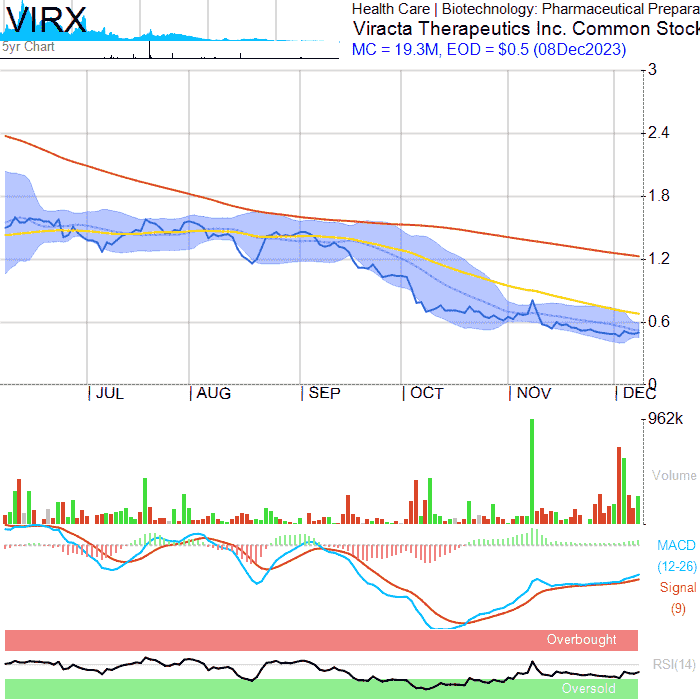 VIRX
5yr Chart
Health Care | Biotechnology: Pharmaceutical Prepara
Viracta Therapeutics Inc. Common Stock
MC = 19.3M, EOD = $0.5 (08Dec2023)
3
2.4
1.8
1.2
0.6
0
JUL
AUG
SEP
OCT
NOV
DEC
962k
Volume
MACD
(12-26)
Signal
(9)
Overbought
RSI(14)
Oversold